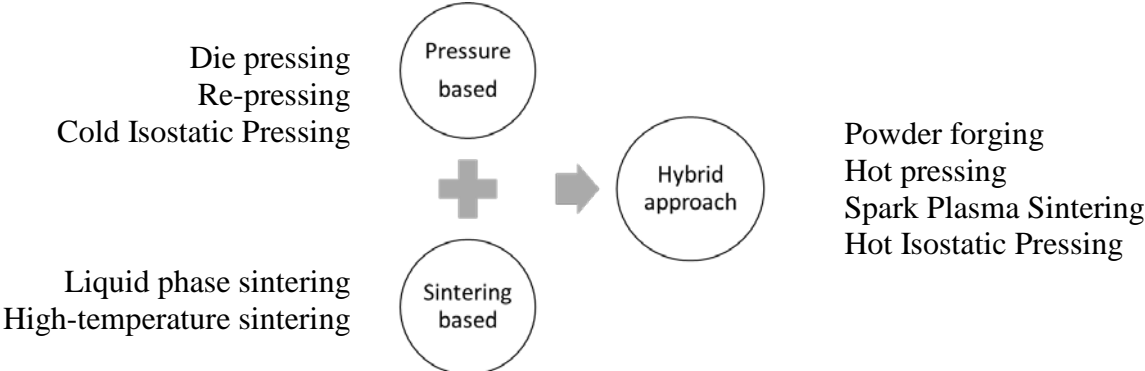 Die pressing
Re-pressing
Cold Isostatic Pressing
Pressure
based
Liquid phase sintering
High-temperature sintering
Sintering
based
Hybrid
approach
Powder forging
Hot pressing
Spark Plasma Sintering
Hot Isostatic Pressing